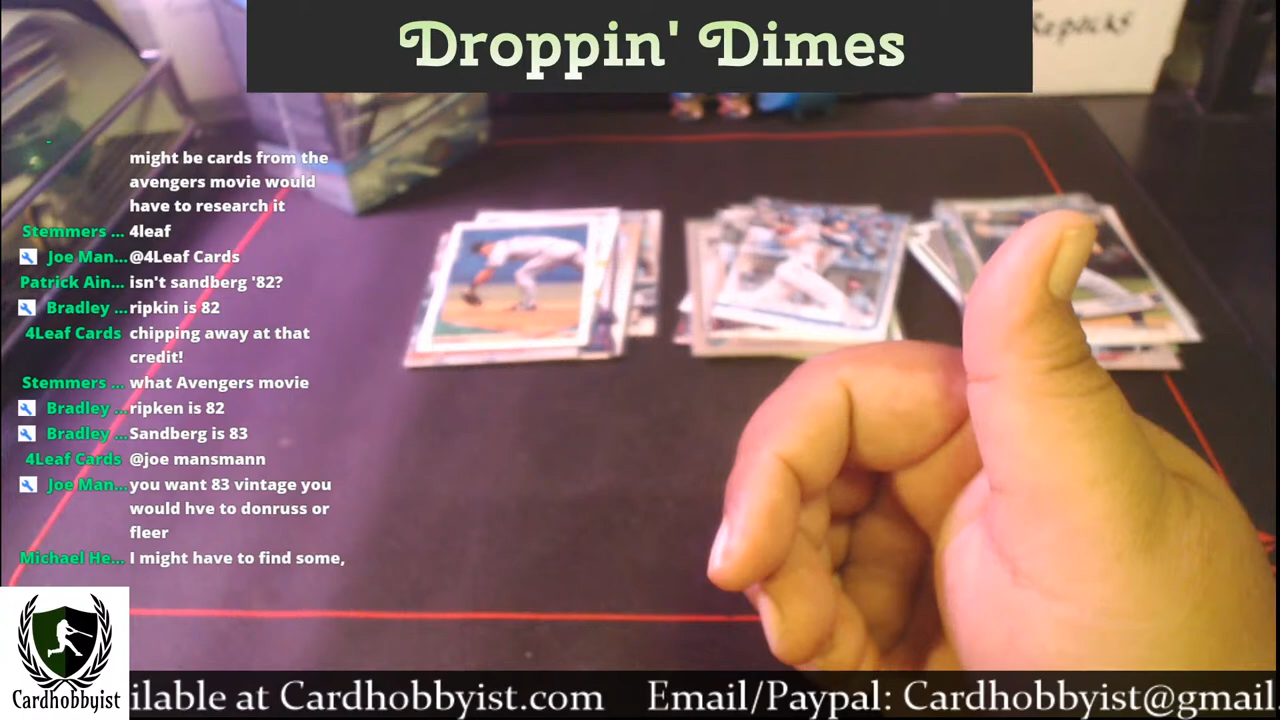 Droppin' Dimes
Repacks
might be cards from the
avengers movie would
have to research it
Stemmers ... 4leaf
Joe Man... @4Leaf Cards
Patrick Ain... isn't sandberg '82?
Bradley ... ripkin is 82
4Leaf Cards chipping away at that
credit!
Stemmers ... what Avengers movie
Bradley ... ripken is 82
Bradley ... Sandberg is 83
4Leaf Cards @joe mansmann
Joe Man... you want 83 vintage you
would hve to donruss or
fleer
Michael He... I might have to find some,
Cardhobbyist
ilable at Cardhobbyist.com Email/Paypal: Cardhobbyist@gmail.